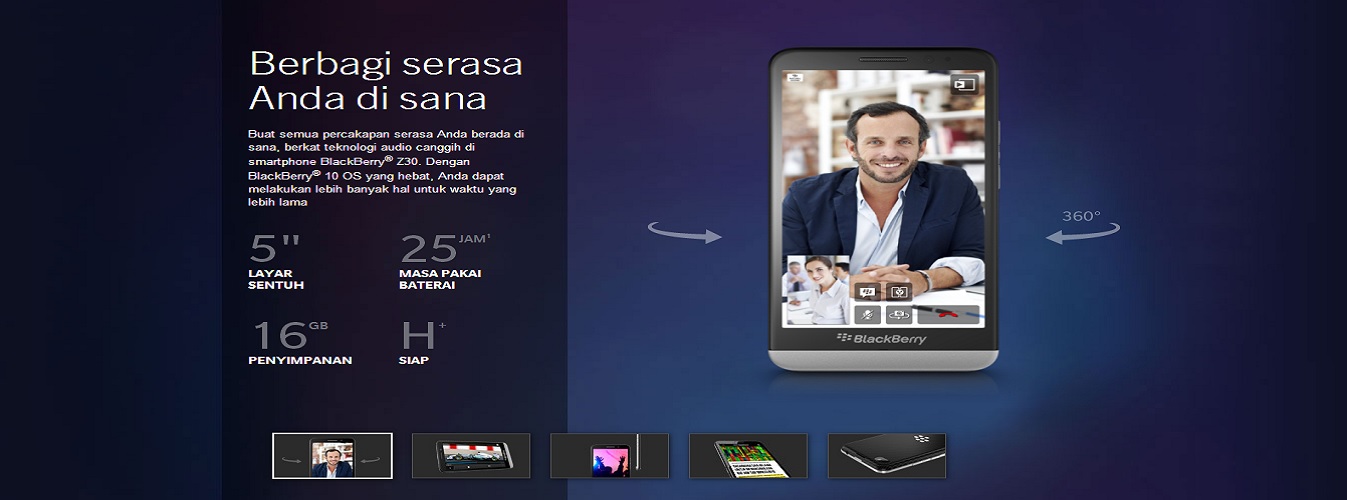 Berbagi serasa
Anda di sana
Buat semua percakapan serasa Anda berada di
sana, berkat teknologi audio canggih di
smartphone BlackBerry® Z30. Dengan
BlackBerry® 10 OS yang hebat, Anda dapat
melakukan lebih banyak hal untuk waktu yang
lebih lama
5"
LAYAR
SENTUH
25 JAM¹
MASA PAKAI
BATERAI
16 GB
PENYIMPANAN
H+
SIAP
360°
BlackBerry